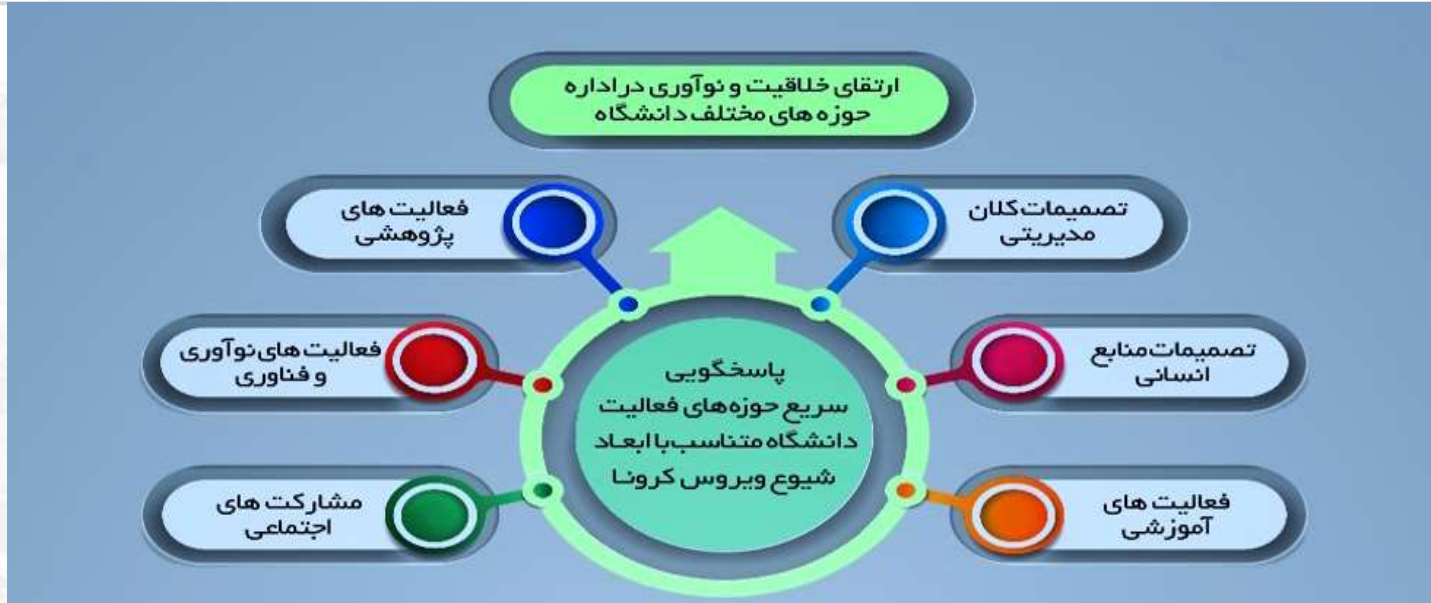 ارتقای خلاقیت و نوآوری در اداره
حوزه های مختلف دانشگاه
تصمیمات کلان
مدیریتی
فعالیت های
پژوهشی
تصمیمات منابع
انسانی
فعالیت های نوآوری
و فناوری
پاسخگویی
سریع حوزه‌های فعالیت
دانشگاه متناسب با ابعاد
شیوع ویروس کرونا
فعالیت های
آموزشی
مشارکت های
اجتماعی